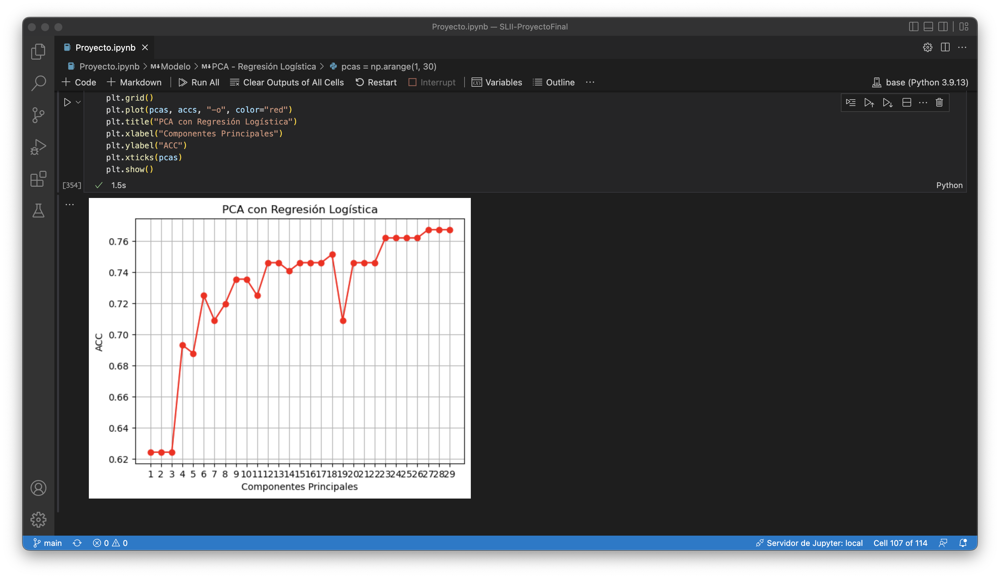 Proyecto.ipynb — SLII-ProyectoFinal
Proyecto.ipynb
Proyecto.ipynb > M↓Modelo > M↓PCA - Regresión Logística > pcas = np.arange(1, 30)
+ Code + Markdown | Run All Clear Outputs of All Cells Restart Interrupt | Variables Outline ··· base (Python 3.9.13)
plt.grid()
plt.plot(pcas, accs, "-o", color="red")
plt.title("PCA con Regresión Logística")
plt.xlabel("Componentes Principales")
plt.ylabel("ACC")
plt.xticks(pcas)
plt.show()
[354] ✓ 1.5s Python
PCA con Regresión Logística
0.76
0.74
0.72
0.70
0.68
0.66
0.64
0.62
ACC
1 2 3 4 5 6 7 8 9 10 11 12 13 14 15 16 17 18 19 20 21 22 23 24 25 26 27 28 29
Componentes Principales
main 0 0 Servidor de Jupyter: local Cell 107 of 114